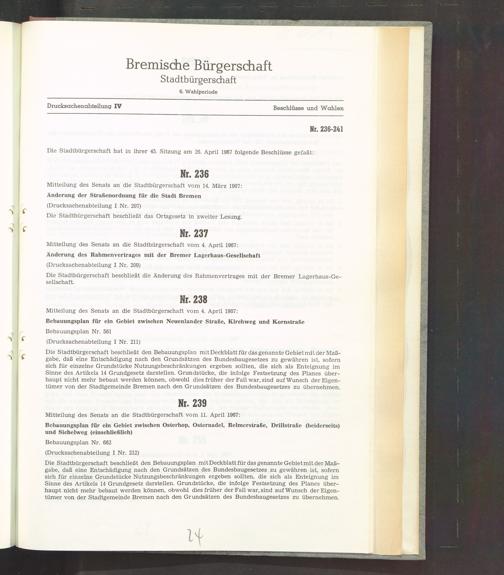 Bremische Bürgerschaft
Stadtbürgerschaft
6. Wahlperiode
Drucksachenabteilung IV Beschlüsse und Wahlen
Nr. 236-241
Die Stadtbürgerschaft hat in ihrer 45. Sitzung am 26. April 1967 folgende Beschlüsse gefaßt:
Nr. 236
Mitteilung des Senats an die Stadtbürgerschaft vom 14. März 1967:
Änderung der Straßenordnung für die Stadt Bremen
(Drucksachenabteilung I Nr. 207)
Die Stadtbürgerschaft beschließt das Ortsgesetz in zweiter Lesung.
Nr. 237
Mitteilung des Senats an die Stadtbürgerschaft vom 4. April 1967:
Änderung des Rahmenvertrages mit der Bremer Lagerhaus-Gesellschaft
(Drucksachenabteilung I Nr. 209)
Die Stadtbürgerschaft beschließt die Änderung des Rahmenvertrages mit der Bremer Lagerhaus-Ge-
sellschaft.
Nr. 238
Mitteilung des Senats an die Stadtbürgerschaft vom 4. April 1967:
Bebauungsplan für ein Gebiet zwischen Neuenlander Straße, Kirchweg und Kornstraße
Bebauungsplan Nr. 561
(Drucksachenabteilung I Nr. 211)
Die Stadtbürgerschaft beschließt den Bebauungsplan mit Deckblatt für das genannte Gebiet mit der Maß-
gabe, daß eine Entschädigung nach den Grundsätzen des Bundesbaugesetzes zu gewähren ist, sofern
sich für einzelne Grundstücke Nutzungsbeschränkungen ergeben sollten, die sich als Enteignung im
Sinne des Artikels 14 Grundgesetz darstellen. Grundstücke, die infolge Festsetzung des Planes über-
haupt nicht mehr bebaut werden können, obwohl dies früher der Fall war, sind auf Wunsch der Eigen-
tümer von der Stadtgemeinde Bremen nach den Grundsätzen des Bundesbaugesetzes zu übernehmen.
Nr. 239
Mitteilung des Senats an die Stadtbürgerschaft vom 11. April 1967:
Bebauungsplan für ein Gebiet zwischen Osterhop, Osternadel, Helmerstraße, Drillstraße (beiderseits)
und Sichelweg (einschließlich)
Bebauungsplan Nr. 662
(Drucksachenabteilung I Nr. 212)
Die Stadtbürgerschaft beschließt den Bebauungsplan mit Deckblatt für das genannte Gebiet mit der Maß-
gabe, daß eine Entschädigung nach den Grundsätzen des Bundesbaugesetzes zu gewähren ist, sofern
sich für einzelne Grundstücke Nutzungsbeschränkungen ergeben sollten, die sich als Enteignung im
Sinne des Artikels 14 Grundgesetz darstellen. Grundstücke, die infolge Festsetzung des Planes über-
haupt nicht mehr bebaut werden können, obwohl dies früher der Fall war, sind auf Wunsch der Eigen-
tümer von der Stadtgemeinde Bremen nach den Grundsätzen des Bundesbaugesetzes zu übernehmen.
24